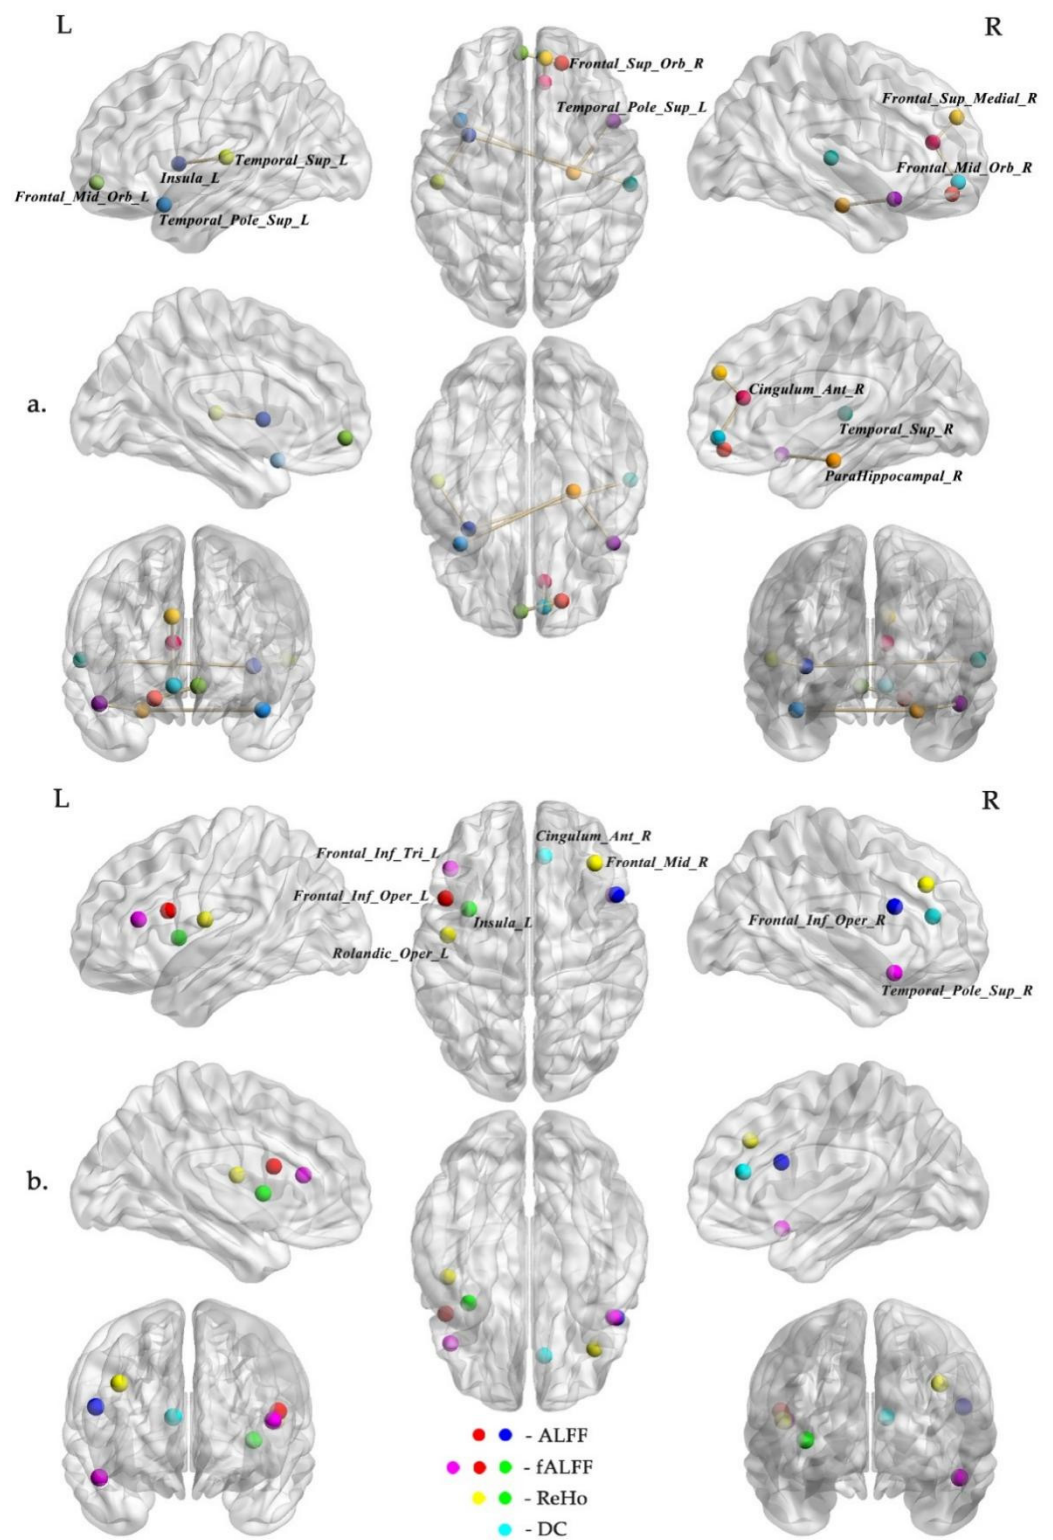 L
R
Frontal_Sup_Orb_R
Frontal_Sup_Medial_R
Temporal_Pole_Sup_L
Temporal_Sup_L
Insula_L
Frontal_Mid_Orb_R
Frontal_Mid_Orb_L
Temporal_Pole_Sup_L
a.
Cingulum_Ant_R
Temporal_Sup_R
ParaHippocampal_R
L
R
Cingulum_Ant_R
Frontal_Inf_Tri_L
Frontal_Mid_R
Frontal_Inf_Oper_L
Insula_L
Frontal_Inf_Oper_R
Rolandic_Oper_L
Temporal_Pole_Sup_R
b.
- ALFF
- fALFF
- ReHo
- DC